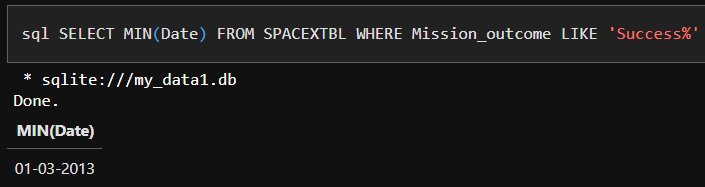 sql SELECT MIN(Date) FROM SPACEXTBL WHERE Mission_outcome LIKE 'Success%'
* sqlite:///my_data1.db
Done.
MIN(Date)
01-03-2013